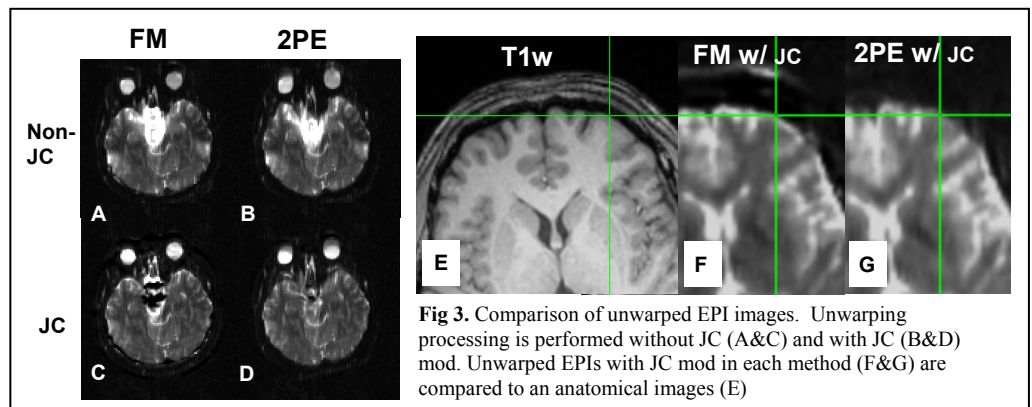 FM 2PE
Non-
JC
JC
A B
C D
T1w FM w/ JC 2PE w/ JC
E F G
Fig 3. Comparison of unwarped EPI images. Unwarping
processing is performed without JC (A&C) and with JC (B&D)
mod. Unwarped EPIs with JC mod in each method (F&G) are
compared to an anatomical images (E)